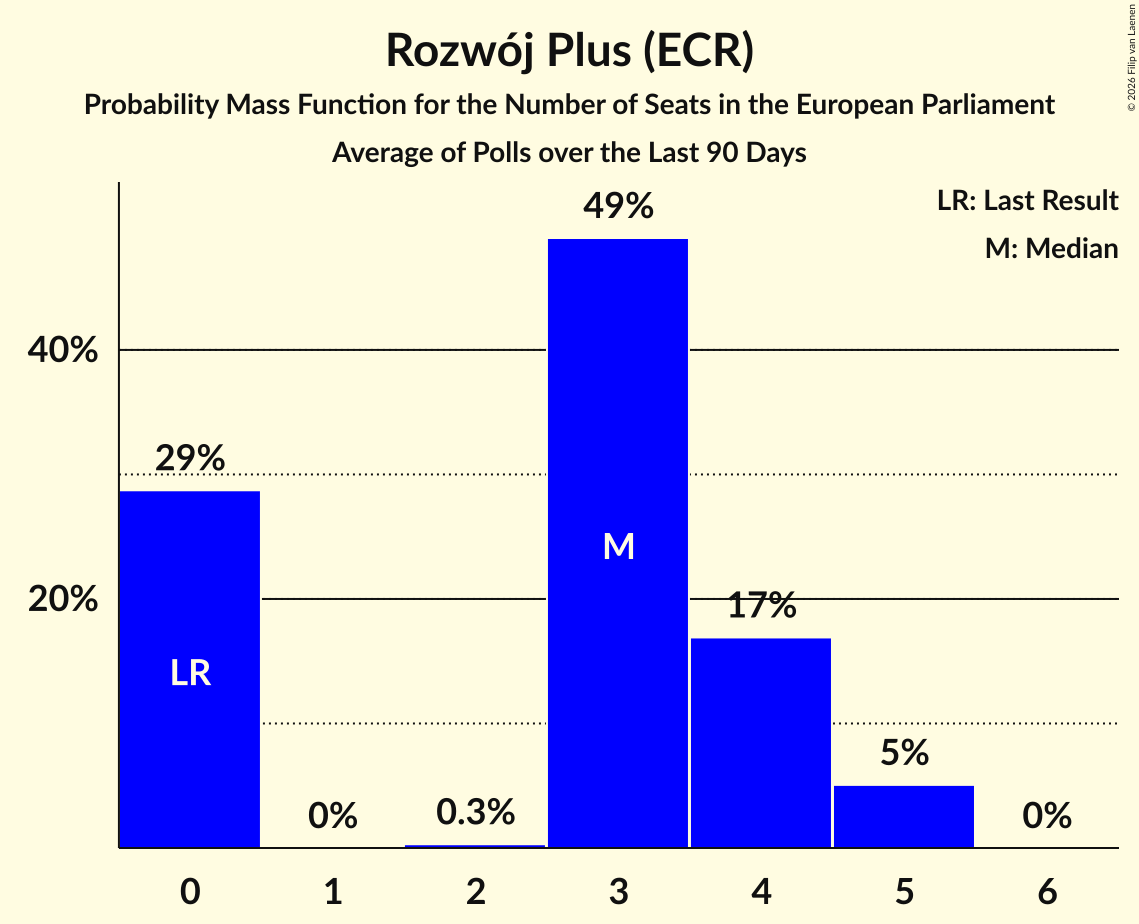 Rozwój Plus (ECR)
Probability Mass Function for the Number of Seats in the European Parliament
Average of Polls over the Last 90 Days
© 2026 Filip van Laenen
LR: Last Result
M: Median
49%
40%
29%
M
20%
17%
LR
5%
0%
0.3%
0%
0 1 2 3 4 5 6